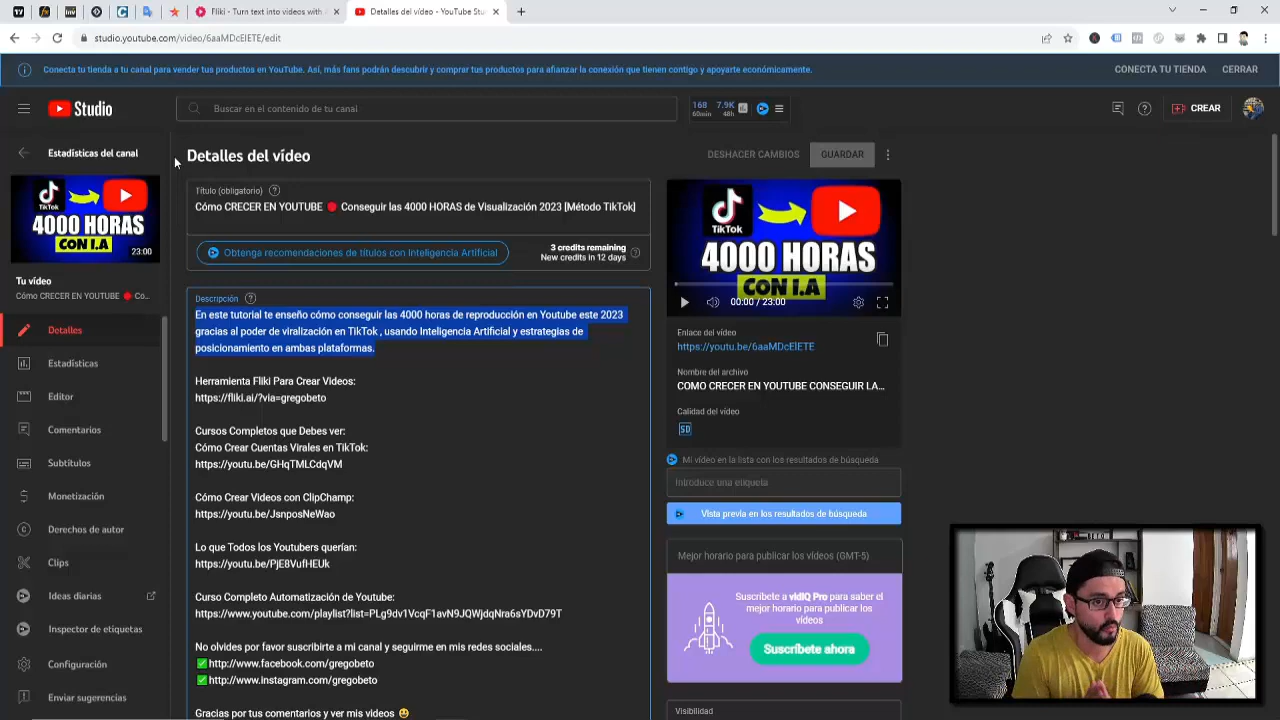 Fliki - Turn text into videos with
Detalles del vídeo - YouTube Stu
studio.youtube.com/video/6aaMDcElETE/edit
Conecta tu tienda a tu canal para vender tus productos en YouTube. Así, más fans podrán descubrir y comprar tus productos para afianzar la conexión que tienen contigo y apoyarte económicamente.
CONECTA TU TIENDA
CERRAR
Studio
Buscar en el contenido de tu canal
168
60min
7.9K
48h
CREAR
Estadísticas del canal
TikTok
4000 HORAS
CON I.A
23:00
Tu vídeo
Cómo CRECER EN YOUTUBE 🔴 Co...
Detalles
Estadísticas
Editor
Comentarios
Subtítulos
Monetización
Derechos de autor
Clips
Ideas diarias
Inspector de etiquetas
Configuración
Enviar sugerencias
Detalles del vídeo
DESHACER CAMBIOS
GUARDAR
Título (obligatorio)
Cómo CRECER EN YOUTUBE 🔴 Conseguir las 4000 HORAS de Visualización 2023 [Método TikTok]
Obtenga recomendaciones de títulos con Inteligencia Artificial
3 credits remaining
New credits in 12 days
Descripción
En este tutorial te enseño cómo conseguir las 4000 horas de reproducción en Youtube este 2023
gracias al poder de viralización en TikTok , usando Inteligencia Artificial y estrategias de
posicionamiento en ambas plataformas.
Herramienta Fliki Para Crear Videos:
https://fliki.ai/?via=gregobeto
Cursos Completos que Debes ver:
Cómo Crear Cuentas Virales en TikTok:
https://youtu.be/GHqTMLCdqVM
Cómo Crear Videos con ClipChamp:
https://youtu.be/JsnposNeWao
Lo que Todos los Youtubers querían:
https://youtu.be/PjE8VufHEUk
Curso Completo Automatización de Youtube:
https://www.youtube.com/playlist?list=PLg9dv1VcqF1avN9JQWjdqNra6sYDvD79T
No olvides por favor suscribirte a mi canal y seguirme en mis redes sociales....
✅http://www.facebook.com/gregobeto
✅http://www.instagram.com/gregobeto
Gracias por tus comentarios y ver mis videos 😃
TikTok
4000 HORAS
CON I.A
00:00 / 23:00
Enlace del vídeo
https://youtu.be/6aaMDcElETE
Nombre del archivo
COMO CRECER EN YOUTUBE CONSEGUIR LA...
Calidad del vídeo
SD
Mi vídeo en la lista con los resultados de búsqueda
Introduce una etiqueta
Vista previa en los resultados de búsqueda
Mejor horario para publicar los vídeos (GMT-5)
Suscríbete a vidIQ Pro para saber el
mejor horario para publicar los
vídeos
Suscríbete ahora
Visibilidad